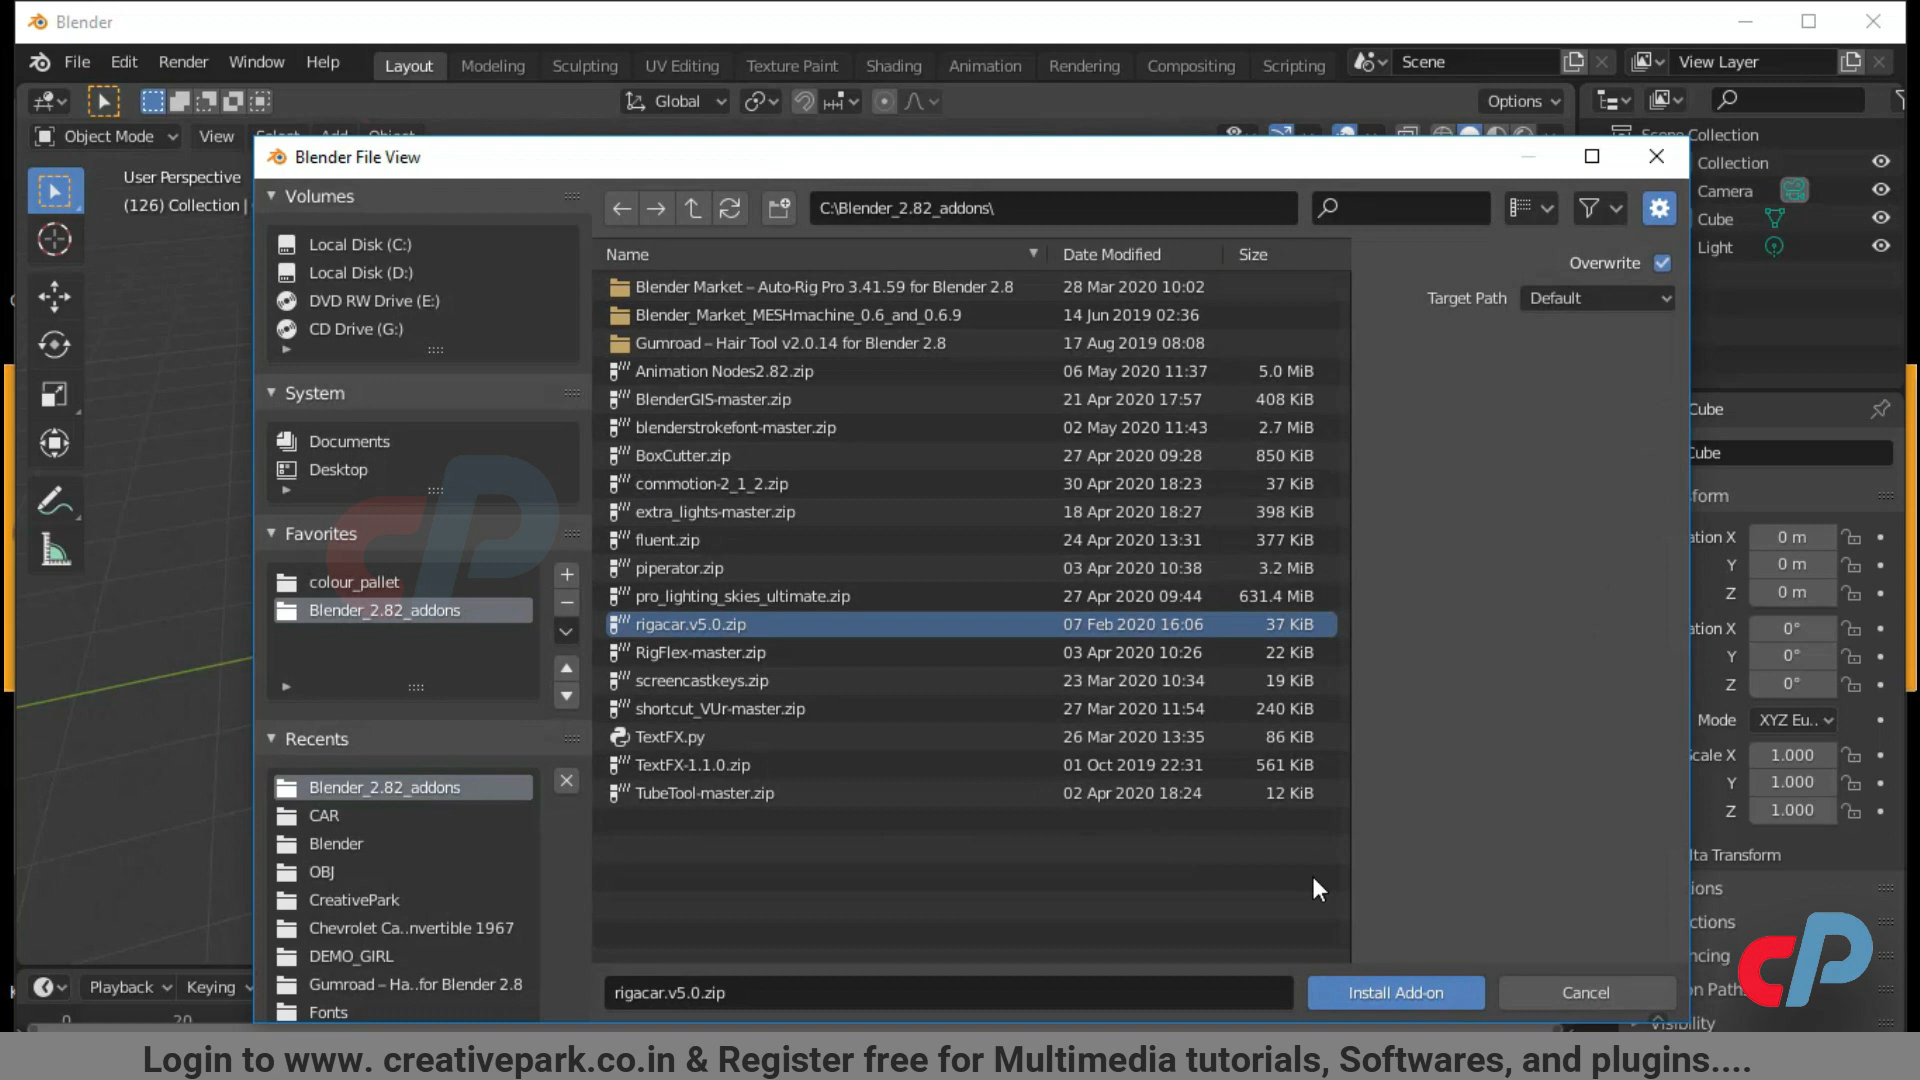 Blender
File Edit Render Window Help Layout Modeling Sculpting UV Editing Texture Paint Shading Animation Rendering Compositing Scripting Scene View Layer
Global Options
Object Mode View Select Add Object
Scene Collection
User Perspective
(126) Collection |
Collection
Camera
Cube
Light
Blender File View
Volumes
Local Disk (C:)
Local Disk (D:)
DVD RW Drive (E:)
CD Drive (G:)
System
Documents
Desktop
Favorites
colour_pallet
Blender_2.82_addons
Recents
Blender_2.82_addons
CAR
Blender
OBJ
CreativePark
Chevrolet Ca..nvertible 1967
DEMO_GIRL
Gumroad – Ha..for Blender 2.8
Fonts
C:\Blender_2.82_addons\
Name Date Modified Size
Blender Market – Auto-Rig Pro 3.41.59 for Blender 2.8 28 Mar 2020 10:02
Blender_Market_MESHmachine_0.6_and_0.6.9 14 Jun 2019 02:36
Gumroad – Hair Tool v2.0.14 for Blender 2.8 17 Aug 2019 08:08
Animation Nodes2.82.zip 06 May 2020 11:37 5.0 MiB
BlenderGIS-master.zip 21 Apr 2020 17:57 408 KiB
blenderstrokefont-master.zip 02 May 2020 11:43 2.7 MiB
BoxCutter.zip 27 Apr 2020 09:28 850 KiB
commotion-2_1_2.zip 30 Apr 2020 18:23 37 KiB
extra_lights-master.zip 18 Apr 2020 18:27 398 KiB
fluent.zip 24 Apr 2020 13:31 377 KiB
piperator.zip 03 Apr 2020 10:38 3.2 MiB
pro_lighting_skies_ultimate.zip 27 Apr 2020 09:44 631.4 MiB
rigacar.v5.0.zip 07 Feb 2020 16:06 37 KiB
RigFlex-master.zip 03 Apr 2020 10:26 22 KiB
screencastkeys.zip 23 Mar 2020 10:34 19 KiB
shortcut_VUr-master.zip 27 Mar 2020 11:54 240 KiB
TextFX.py 26 Mar 2020 13:35 86 KiB
TextFX-1.1.0.zip 01 Oct 2019 22:31 561 KiB
TubeTool-master.zip 02 Apr 2020 18:24 12 KiB
Overwrite
Target Path Default
rigacar.v5.0.zip Install Add-on Cancel
Cube
ube
form
ation X 0 m
Y 0 m
Z 0 m
ation X 0°
Y 0°
Z 0°
Mode XYZ Eu..
cale X 1.000
Y 1.000
Z 1.000
lta Transform
ions
ctions
ncing
on Path
Visibility
Playback Keying
0 20
CP
Login to www. creativepark.co.in & Register free for Multimedia tutorials, Softwares, and plugins....